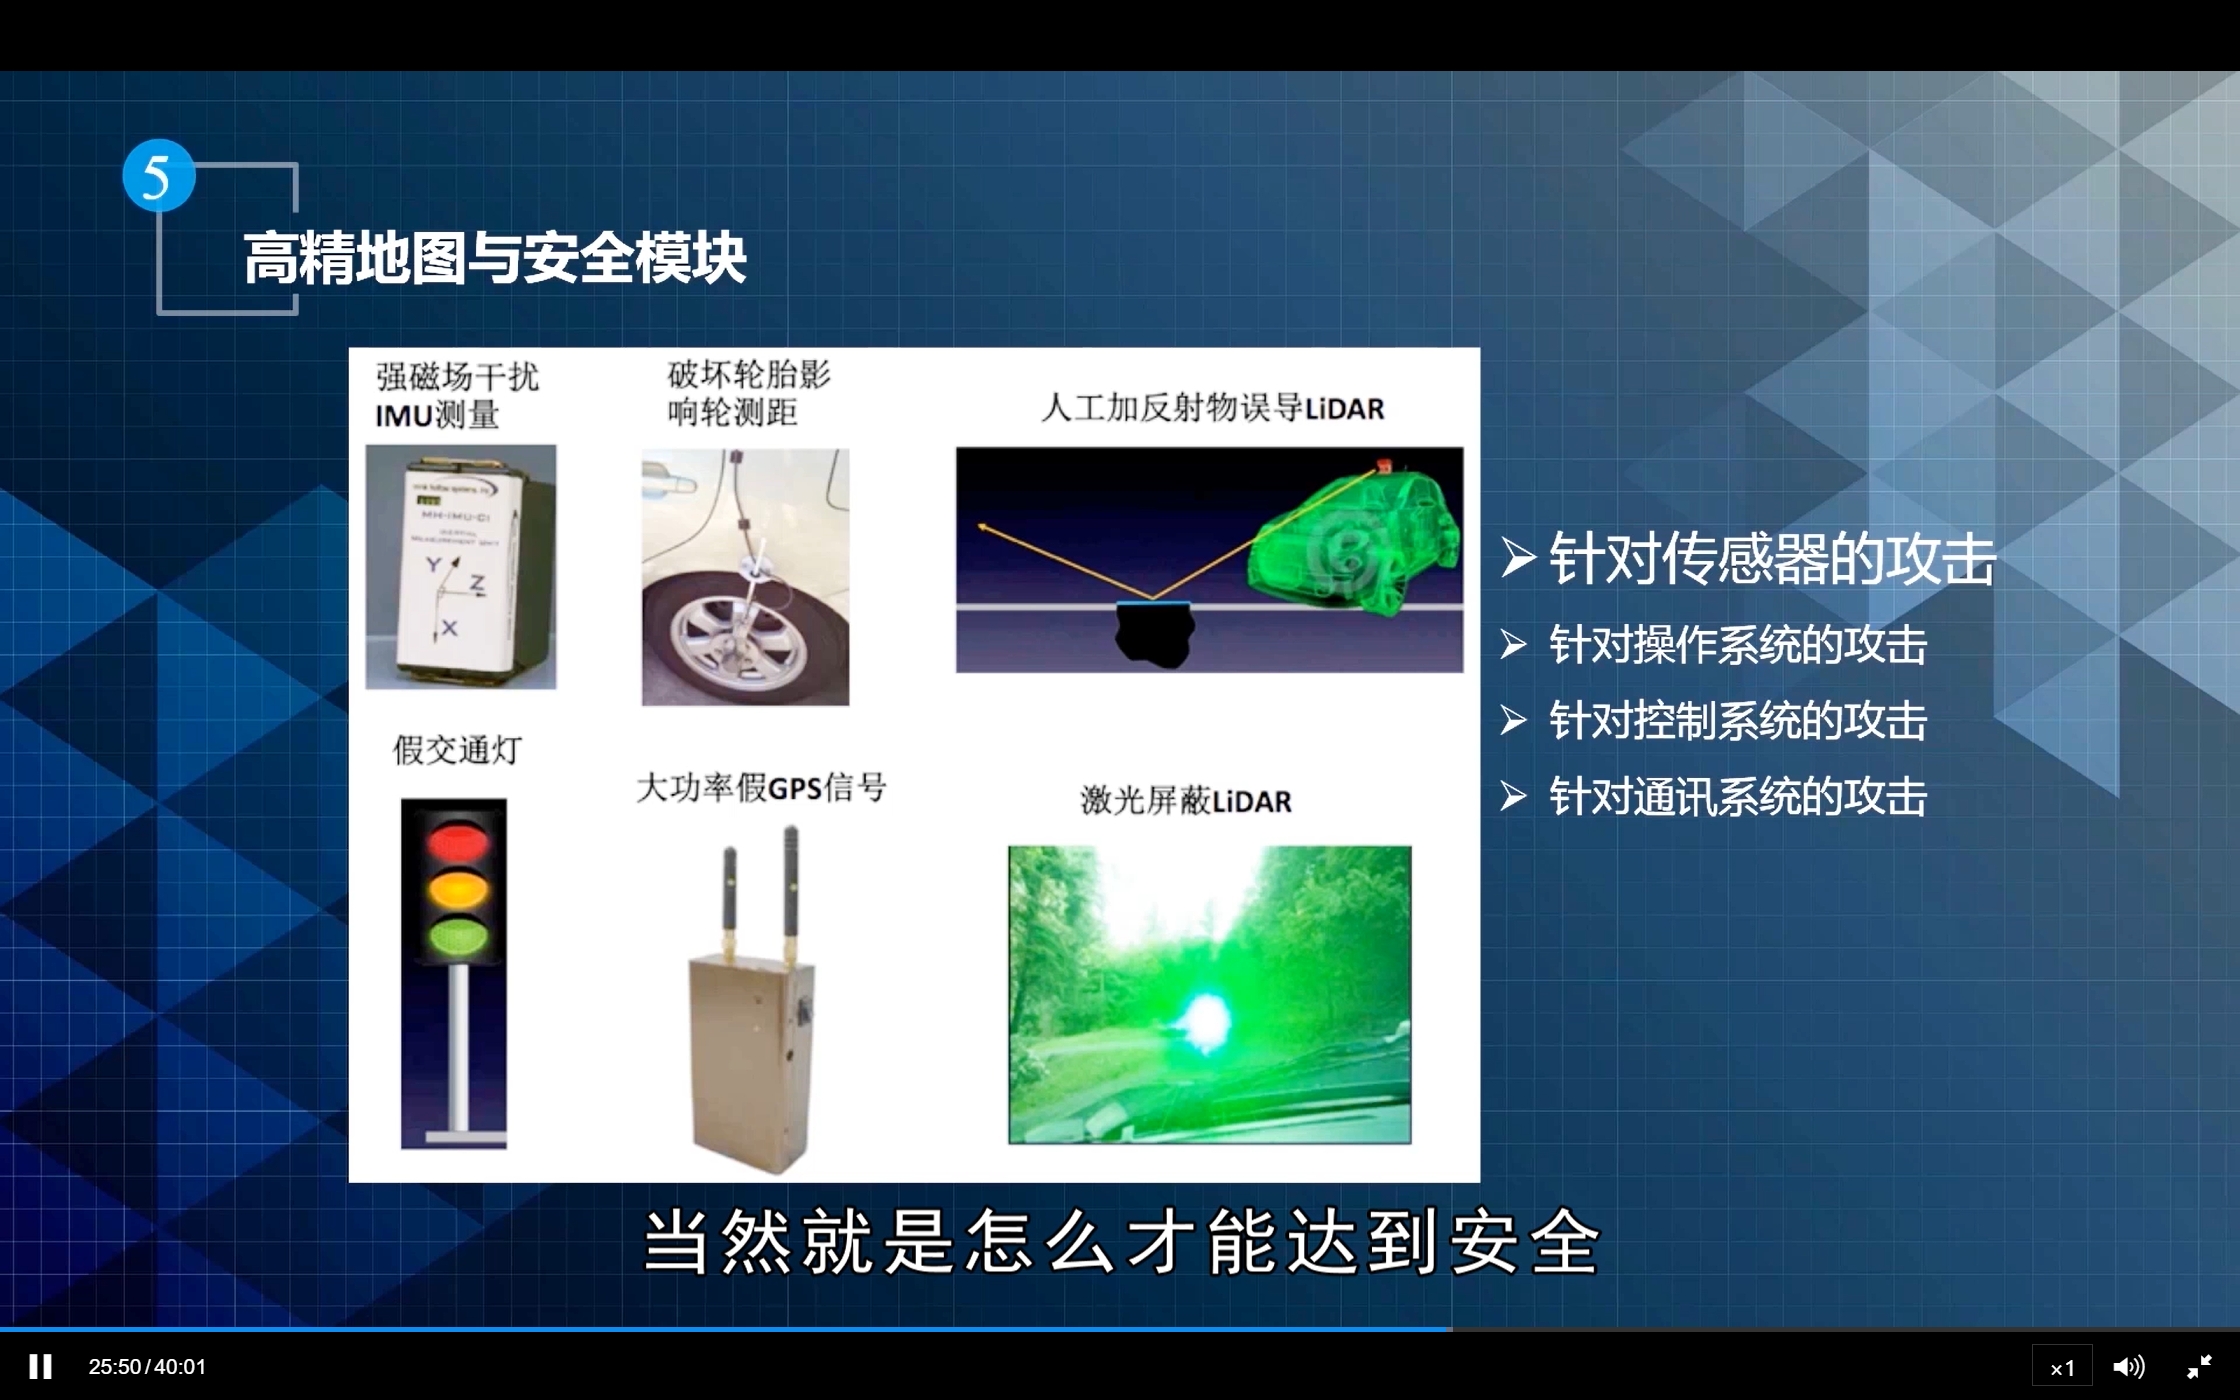 5
高精地图与安全模块
强磁场干扰
IMU测量
破坏轮胎影
响轮测距
人工加反射物误导LiDAR
MH-IMU-C1
Y
Z
X
假交通灯
大功率假GPS信号
激光屏蔽LiDAR
➢针对传感器的攻击
➢ 针对操作系统的攻击
➢ 针对控制系统的攻击
➢ 针对通讯系统的攻击
当然就是怎么才能达到安全
25:50/40:01
×1